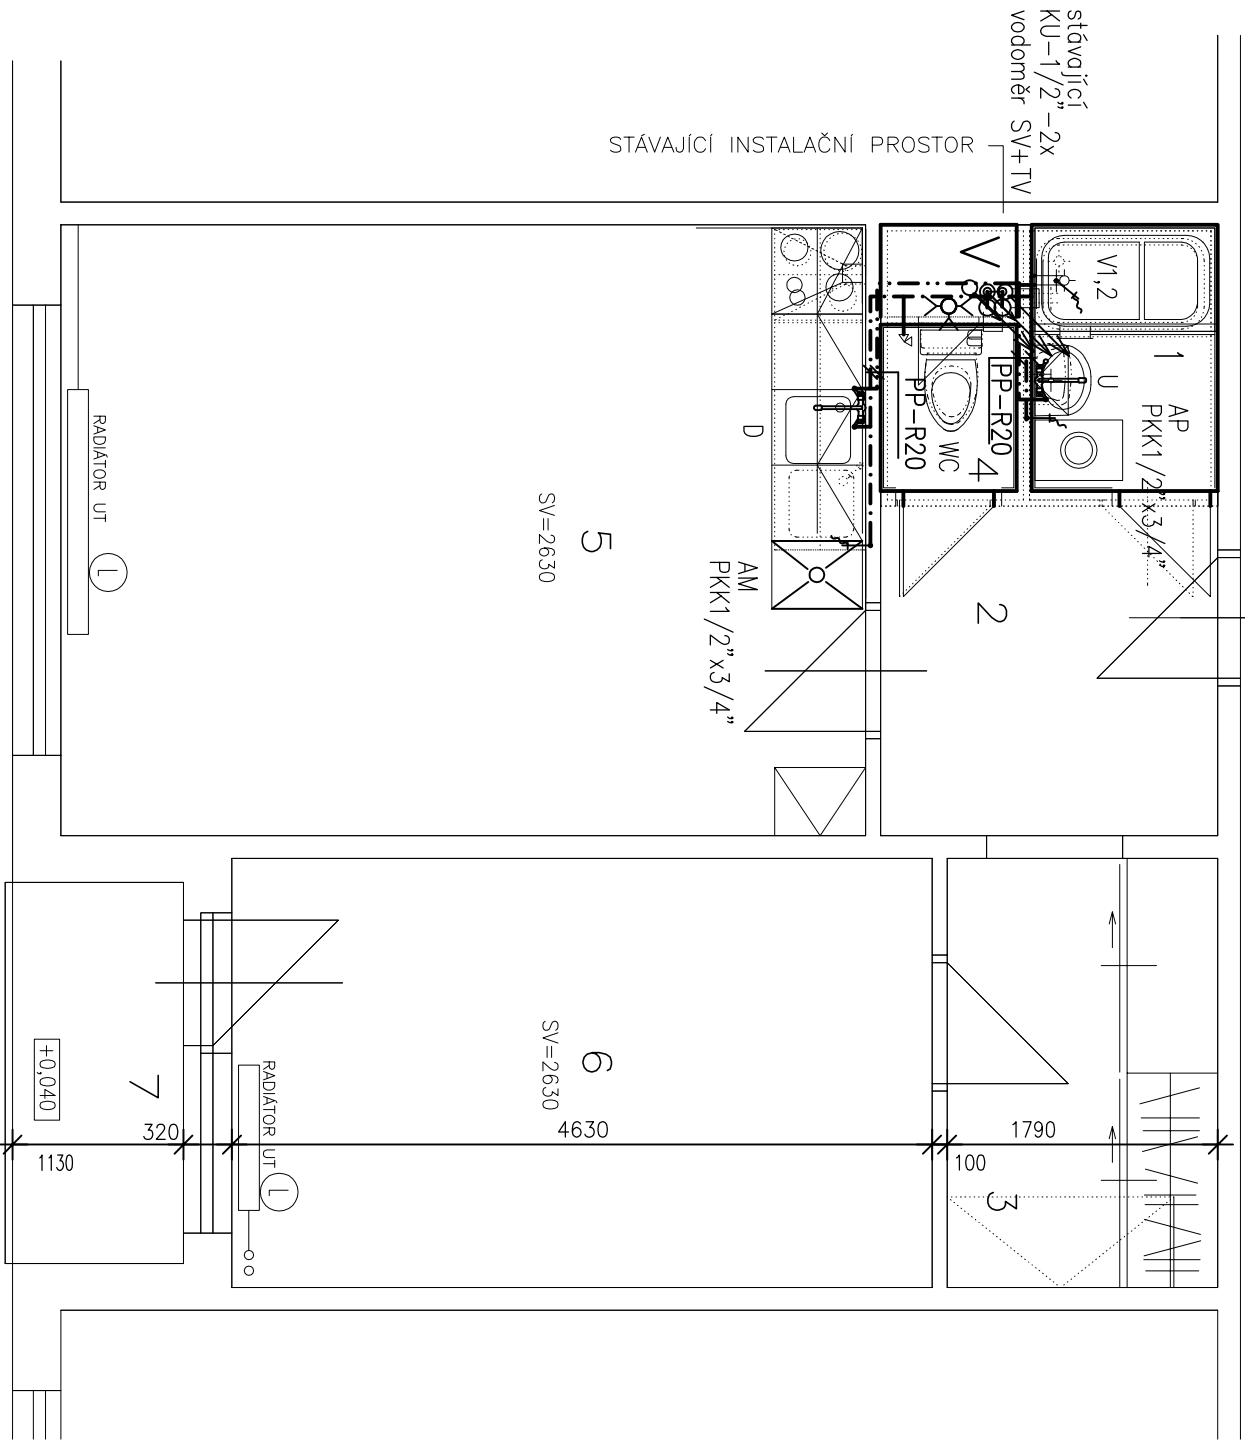 stávající
KU-1/2"-2x
vodoměr SV+TV
STÁVAJÍCÍ INSTALAČNÍ PROSTOR
V
V1,2
1
U
AP
PKK1/2"x3/4"
PP-R20
PP-R20
WC
4
D
RADIÁTOR UT
L
5
SV=2630
AM
PKK1/2"x3/4"
2
6
SV=2630
RADIÁTOR UT
L
7
+0,040
320
1130
4630
1790
100
3